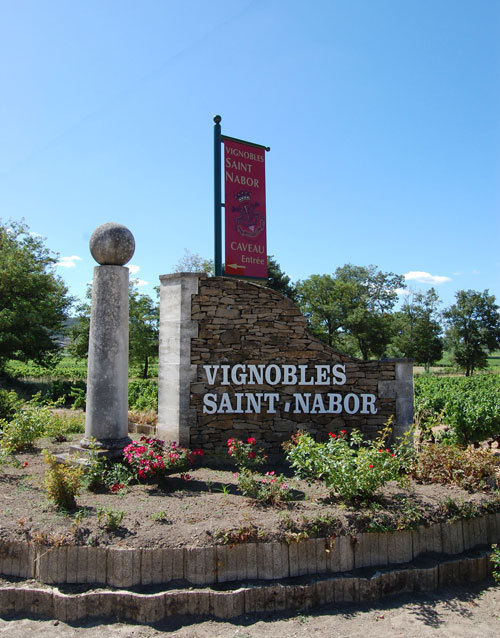 VIGNOBLES
SAINT
NABOR
CAVEAU
Entrée
VIGNOBLES
SAINT-NABOR